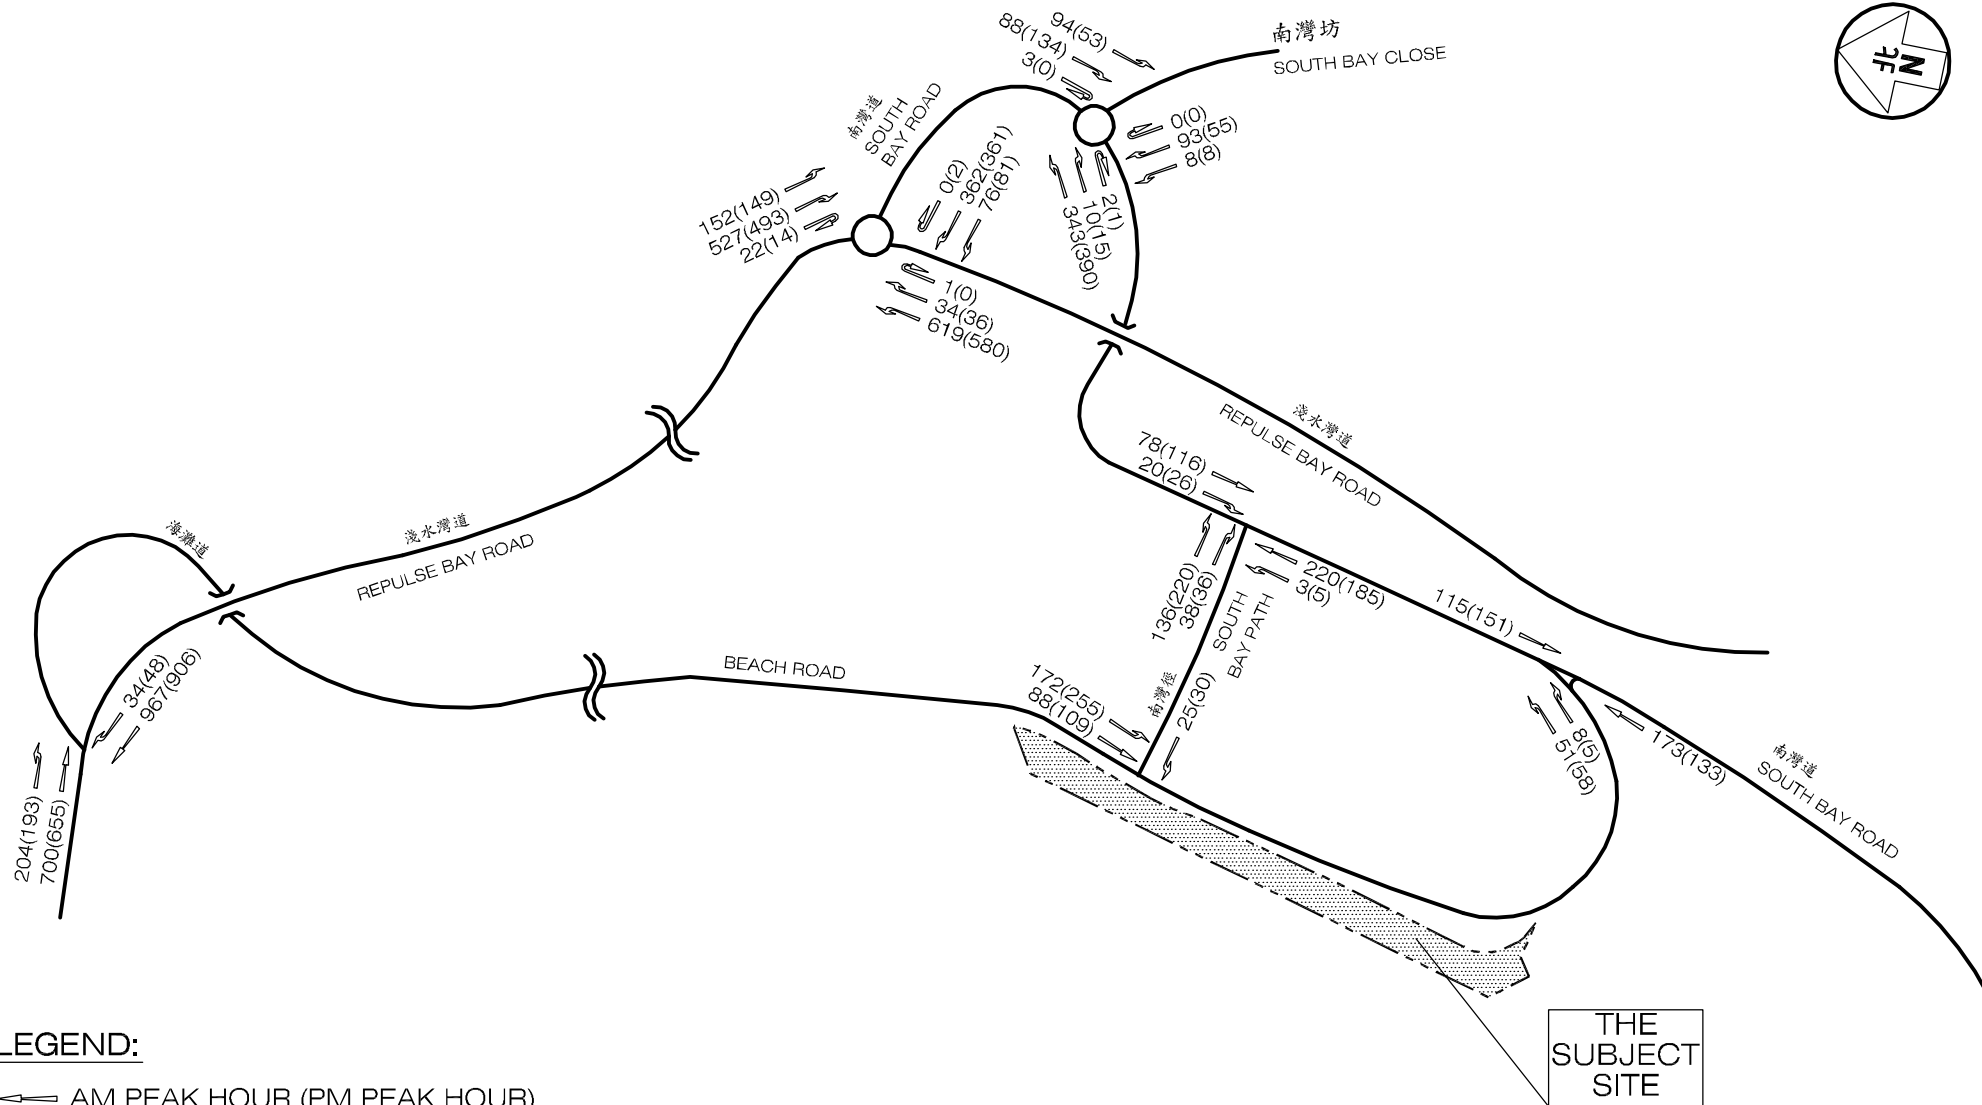 94(53)
88(134)
3(0)
南灣坊
SOUTH BAY CLOSE
北 N
南灣道
SOUTH
BAY ROAD
0(0)
93(55)
8(8)
0(2)
362(361)
76(81)
2(1)
10(15)
343(390)
152(149)
527(493)
22(14)
1(0)
34(36)
619(580)
淺水灣道
REPULSE BAY ROAD
78(116)
20(26)
海灘道
淺水灣道
REPULSE BAY ROAD
136(220)
38(36)
220(185)
3(5)
115(151)
南灣徑
SOUTH
BAY PATH
25(30)
BEACH ROAD
172(255)
88(109)
34(48)
967(906)
8(5)
51(58)
173(133)
南灣道
SOUTH BAY ROAD
204(193)
700(655)
THE
SUBJECT
SITE
LEGEND:
AM PEAK HOUR (PM PEAK HOUR)